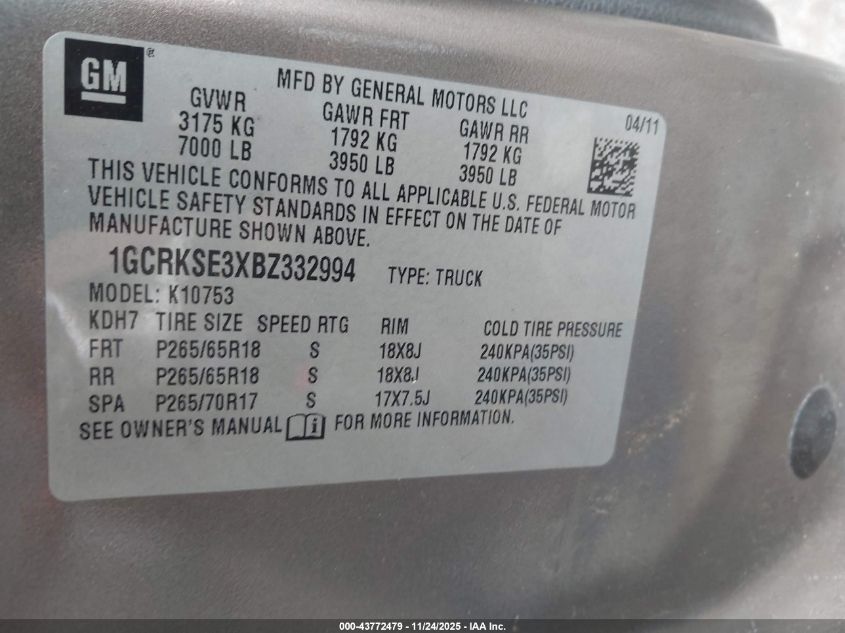 GM ®
MFD BY GENERAL MOTORS LLC
GVWR GAWR FRT GAWR RR 04/11
3175 KG 1792 KG 1792 KG
7000 LB 3950 LB 3950 LB
THIS VEHICLE CONFORMS TO ALL APPLICABLE U.S. FEDERAL MOTOR
VEHICLE SAFETY STANDARDS IN EFFECT ON THE DATE OF
MANUFACTURE SHOWN ABOVE.
1GCRKSE3XBZ332994 TYPE: TRUCK
MODEL: K10753
KDH7 TIRE SIZE SPEED RTG RIM COLD TIRE PRESSURE
FRT P265/65R18 S 18X8J 240KPA(35PSI)
RR P265/65R18 S 18X8J 240KPA(35PSI)
SPA P265/70R17 S 17X7.5J 240KPA(35PSI)
SEE OWNER'S MANUAL i FOR MORE INFORMATION.
000-43772479 - 11/24/2025 - IAA Inc.